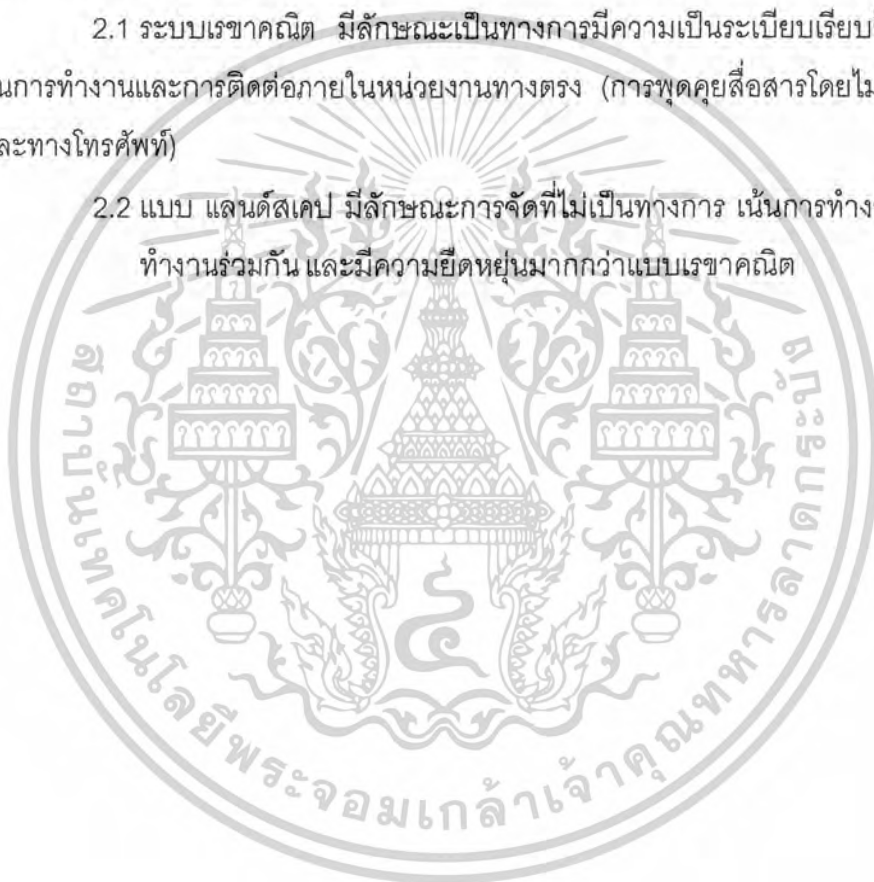 2.1 ระบบเรขาคณิต มีลักษณะเป็นทางการมีความเป็นระเบียบเรียบ
นการทำงานและการติดต่อภายในหน่วยงานทางตรง (การพูดคุยสื่อสารโดยไม
ละทางโทรศัพท์)
2.2 แบบ แลนด์สเคป มีลักษณะการจัดที่ไม่เป็นทางการ เน้นการทำง
ทำงานร่วมกัน และมีความยืดหยุ่นมากกว่าแบบเรขาคณิต
สถาบันเทคโนโลยีพระจอมเกล้าเจ้าคุณทหารลาดกระบัง
๔